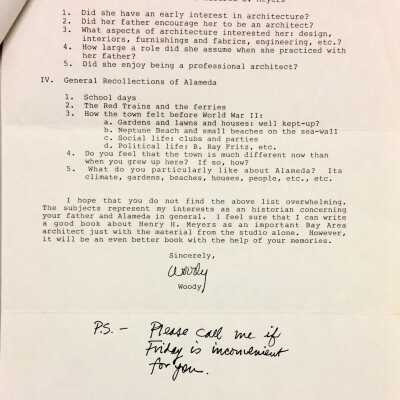 Meyers
1. Did she have an early interest in architecture?
2. Did her father encourage her to be an architect?
3. What aspects of architecture interested her: design,
interiors, furnishings and fabrics, engineering, etc.?
4. How large a role did she assume when she practiced with
her father?
5. Did she enjoy being a professional architect?
IV. General Recollections of Alameda
1. School days
2. The Red Trains and the ferries
3. How the town felt before World War II:
a. Gardens and lawns and houses: well kept-up?
b. Neptune Beach and small beaches on the sea-wall
c. Social life: clubs and parties
d. Political life: B. Ray Fritz, etc.
4. Do you feel that the town is much different now than
when you grew up here? If so, how?
5. What do you particularly like about Alameda? Its
climate, gardens, beaches, houses, people, etc., etc.
I hope that you do not find the above list overwhelming.
The subjects represent my interests as an historian concerning
your father and Alameda in general. I feel sure that I can write
a good book about Henry H. Meyers as an important Bay Area
architect just with the material from the studio alone. However,
it will be an even better book with the help of your memories.
Sincerely,
Woody
Woody
P.S. - Please call me if
Friday is inconvenient
for you.